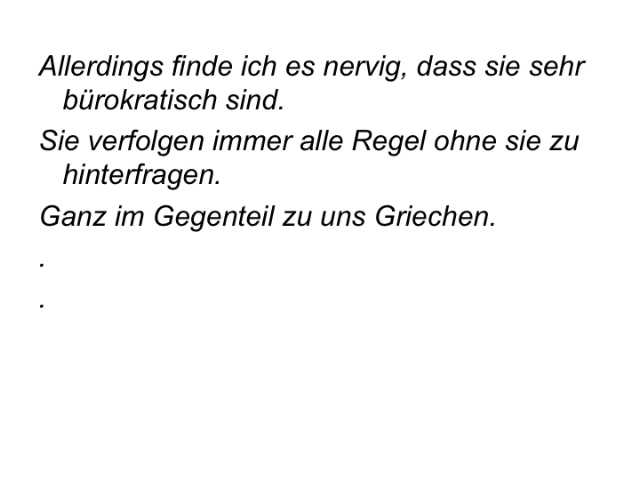 Allerdings finde ich es nervig, dass sie sehr
bürokratisch sind.
Sie verfolgen immer alle Regel ohne sie zu
hinterfragen.
Ganz im Gegenteil zu uns Griechen.
.
.